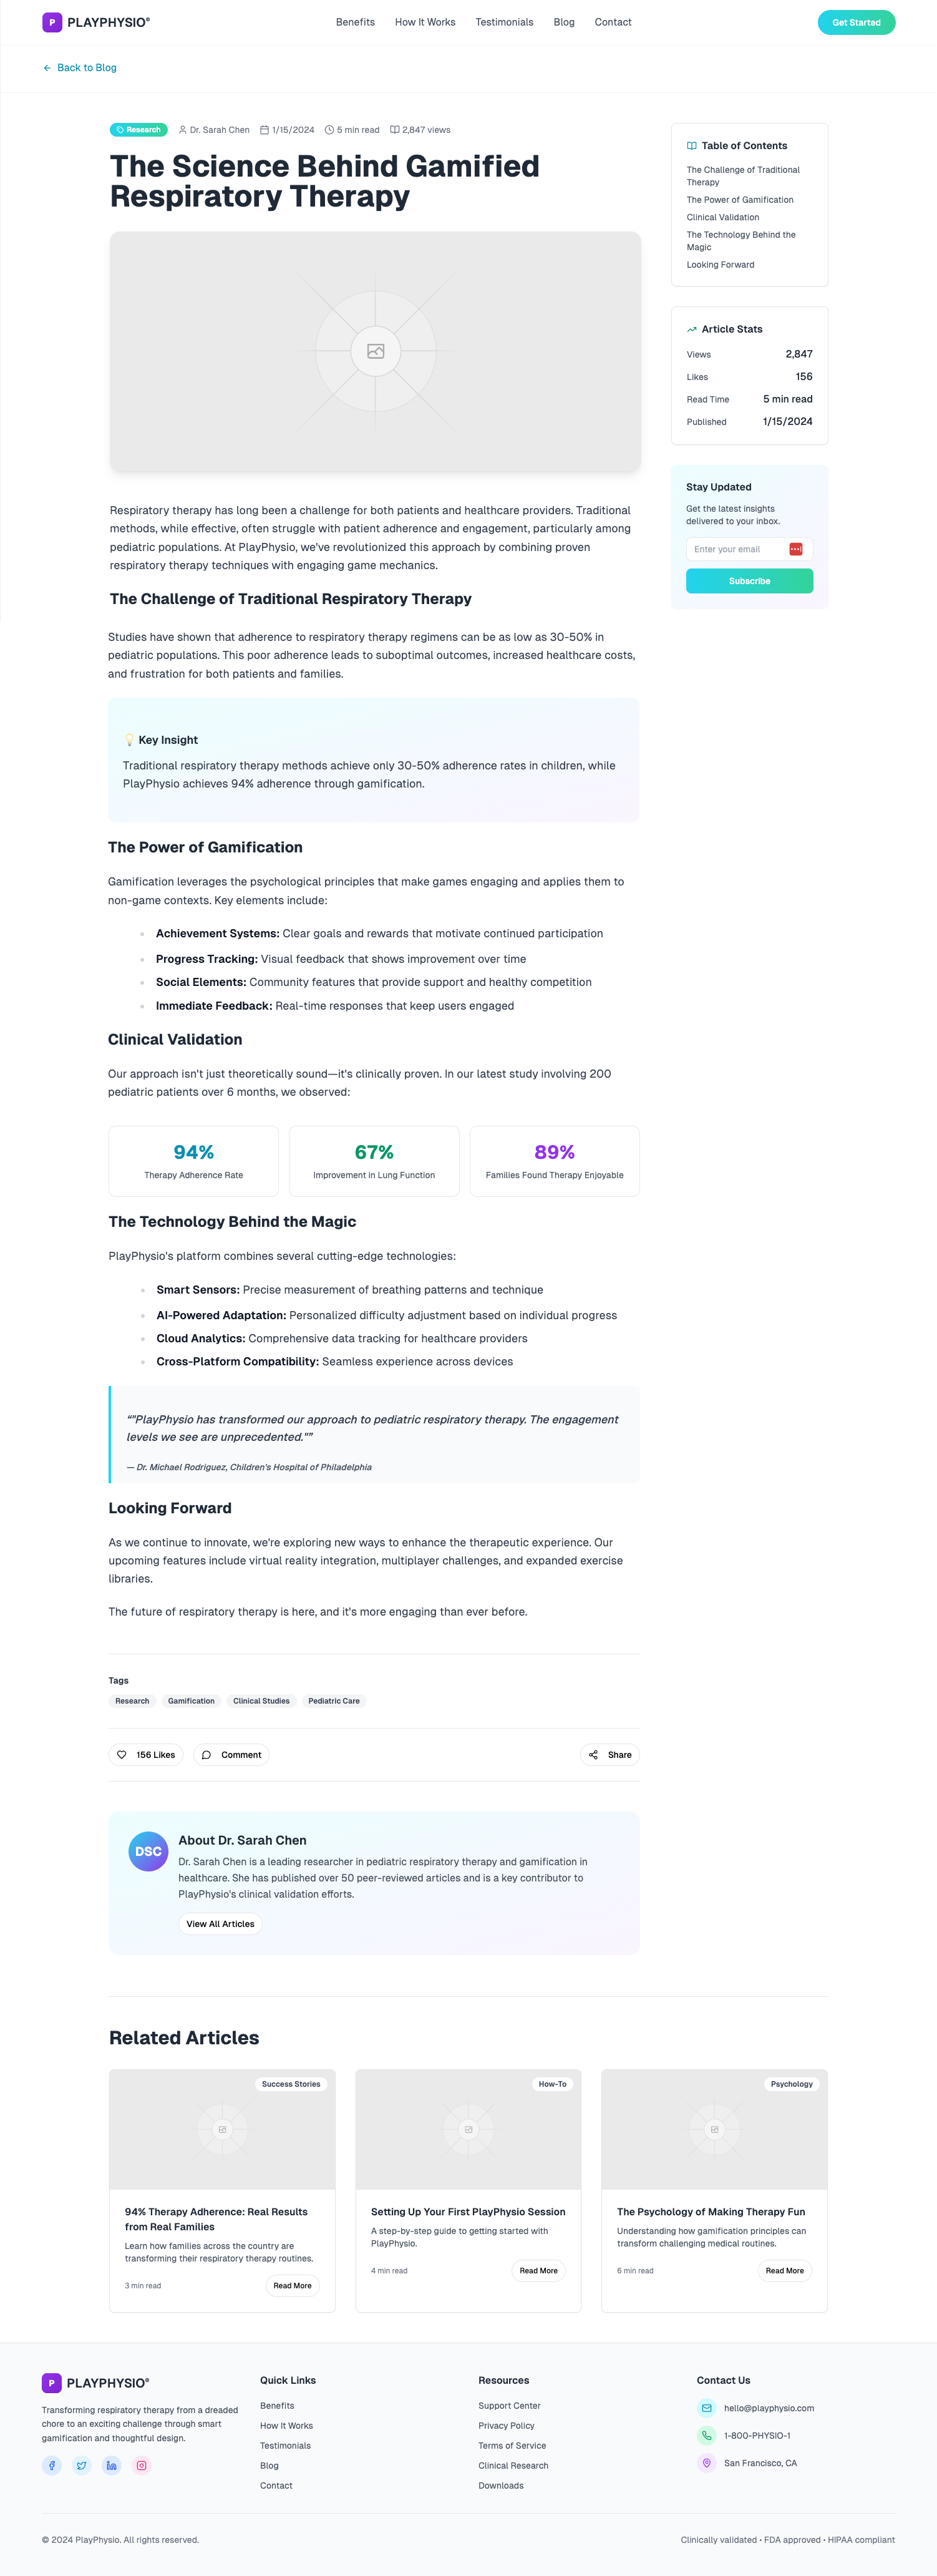 P PLAYPHYSIO®
Benefits How It Works Testimonials Blog Contact
Get Started
Back to Blog
Research Dr. Sarah Chen 1/15/2024 5 min read 2,847 views
The Science Behind Gamified
Respiratory Therapy
Respiratory therapy has long been a challenge for both patients and healthcare providers. Traditional
methods, while effective, often struggle with patient adherence and engagement, particularly among
pediatric populations. At PlayPhysio, we've revolutionized this approach by combining proven
respiratory therapy techniques with engaging game mechanics.
The Challenge of Traditional Respiratory Therapy
Studies have shown that adherence to respiratory therapy regimens can be as low as 30-50% in
pediatric populations. This poor adherence leads to suboptimal outcomes, increased healthcare costs,
and frustration for both patients and families.
💡 Key Insight
Traditional respiratory therapy methods achieve only 30-50% adherence rates in children, while
PlayPhysio achieves 94% adherence through gamification.
The Power of Gamification
Gamification leverages the psychological principles that make games engaging and applies them to
non-game contexts. Key elements include:
• Achievement Systems: Clear goals and rewards that motivate continued participation
• Progress Tracking: Visual feedback that shows improvement over time
• Social Elements: Community features that provide support and healthy competition
• Immediate Feedback: Real-time responses that keep users engaged
Clinical Validation
Our approach isn't just theoretically sound—it's clinically proven. In our latest study involving 200
pediatric patients over 6 months, we observed:
94%
Therapy Adherence Rate
67%
Improvement in Lung Function
89%
Families Found Therapy Enjoyable
The Technology Behind the Magic
PlayPhysio's platform combines several cutting-edge technologies:
• Smart Sensors: Precise measurement of breathing patterns and technique
• AI-Powered Adaptation: Personalized difficulty adjustment based on individual progress
• Cloud Analytics: Comprehensive data tracking for healthcare providers
• Cross-Platform Compatibility: Seamless experience across devices
“"PlayPhysio has transformed our approach to pediatric respiratory therapy. The engagement
levels we see are unprecedented."”
— Dr. Michael Rodriguez, Children's Hospital of Philadelphia
Looking Forward
As we continue to innovate, we're exploring new ways to enhance the therapeutic experience. Our
upcoming features include virtual reality integration, multiplayer challenges, and expanded exercise
libraries.
The future of respiratory therapy is here, and it's more engaging than ever before.
Tags
Research Gamification Clinical Studies Pediatric Care
156 Likes Comment Share
DSC
About Dr. Sarah Chen
Dr. Sarah Chen is a leading researcher in pediatric respiratory therapy and gamification in
healthcare. She has published over 50 peer-reviewed articles and is a key contributor to
PlayPhysio's clinical validation efforts.
View All Articles
Table of Contents
The Challenge of Traditional
Therapy
The Power of Gamification
Clinical Validation
The Technology Behind the
Magic
Looking Forward
Article Stats
Views 2,847
Likes 156
Read Time 5 min read
Published 1/15/2024
Stay Updated
Get the latest insights
delivered to your inbox.
Enter your email
Subscribe
Related Articles
Success Stories
94% Therapy Adherence: Real Results
from Real Families
Learn how families across the country are
transforming their respiratory therapy routines.
3 min read Read More
How-To
Setting Up Your First PlayPhysio Session
A step-by-step guide to getting started with
PlayPhysio.
4 min read Read More
Psychology
The Psychology of Making Therapy Fun
Understanding how gamification principles can
transform challenging medical routines.
6 min read Read More
P PLAYPHYSIO®
Transforming respiratory therapy from a dreaded
chore to an exciting challenge through smart
gamification and thoughtful design.
Quick Links
Benefits
How It Works
Testimonials
Blog
Contact
Resources
Support Center
Privacy Policy
Terms of Service
Clinical Research
Downloads
Contact Us
hello@playphysio.com
1-800-PHYSIO-1
San Francisco, CA
© 2024 PlayPhysio. All rights reserved.
Clinically validated • FDA approved • HIPAA compliant